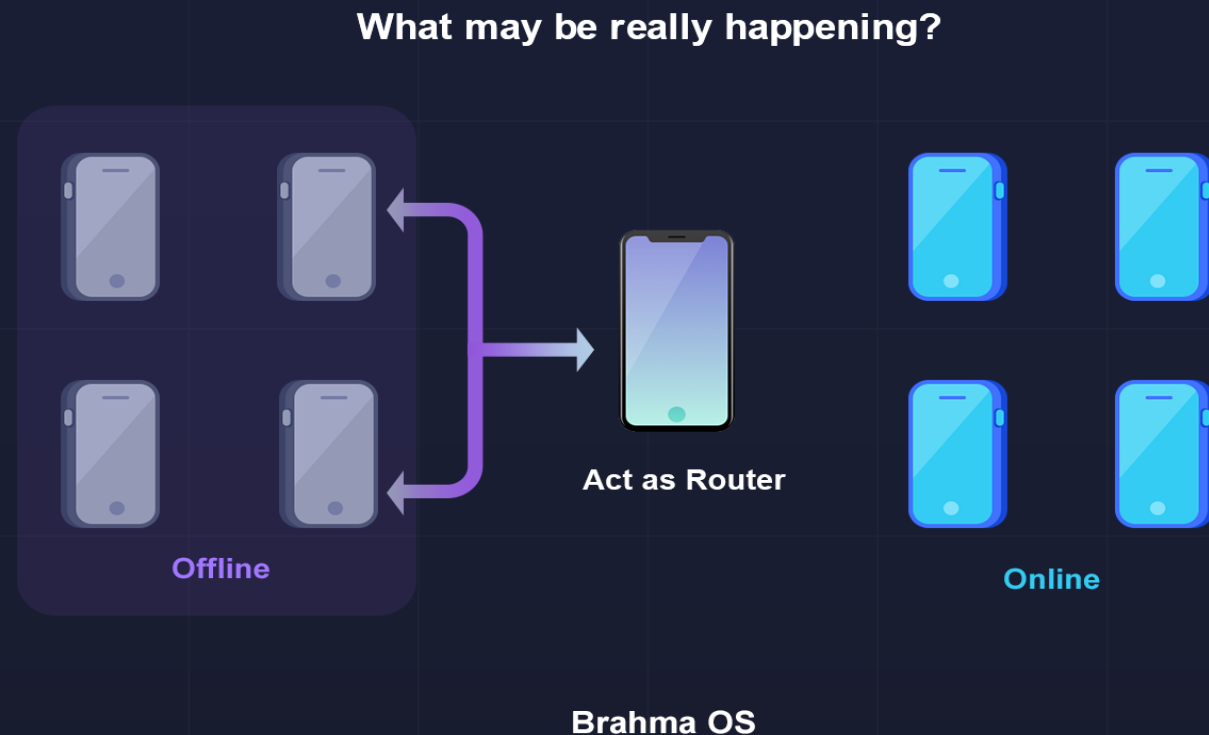 What may be really happening?
Act as Router
Offline
Online
Brahma OS